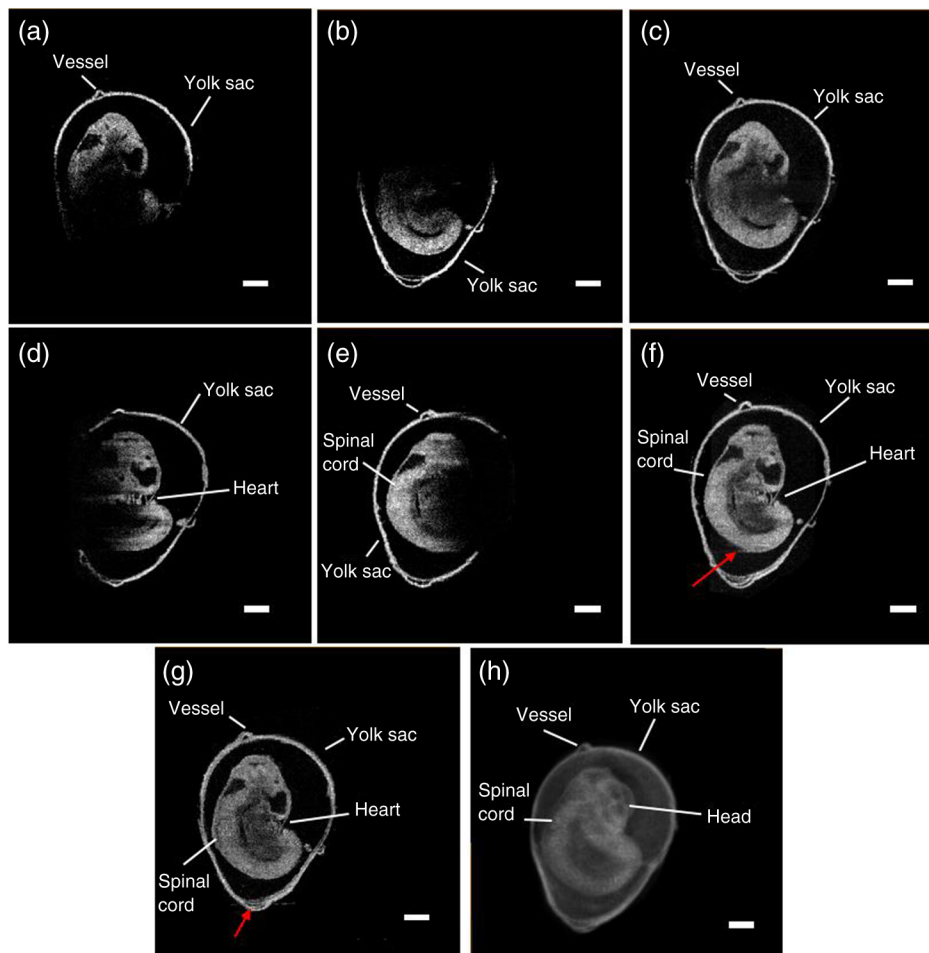 (a)
Vessel
Yolk sac
(b)
Yolk sac
(c)
Vessel
Yolk sac
(d)
Yolk sac
Heart
(e)
Vessel
Spinal
cord
Yolk sac
(f)
Vessel
Yolk sac
Spinal
cord
Heart
(g)
Vessel
Yolk sac
Heart
Spinal
cord
(h)
Vessel
Yolk sac
Spinal
cord
Head